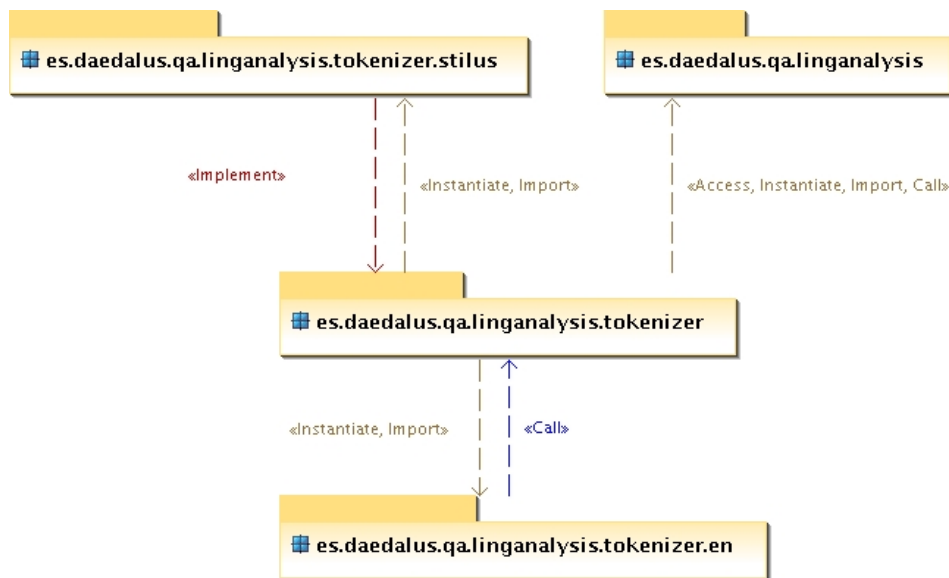 es.daedalus.qa.linganalysis.tokenizer.stilus
es.daedalus.qa.linganalysis
«Implement»
«Instantiate, Import»
«Access, Instantiate, Import, Call»
es.daedalus.qa.linganalysis.tokenizer
«Instantiate, Import»
«Call»
es.daedalus.qa.linganalysis.tokenizer.en